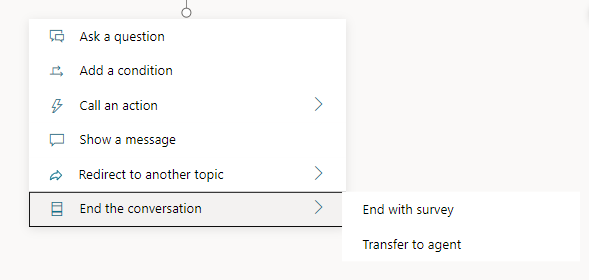 Ask a question
Add a condition
Call an action
Show a message
Redirect to another topic
End the conversation
End with survey
Transfer to agent